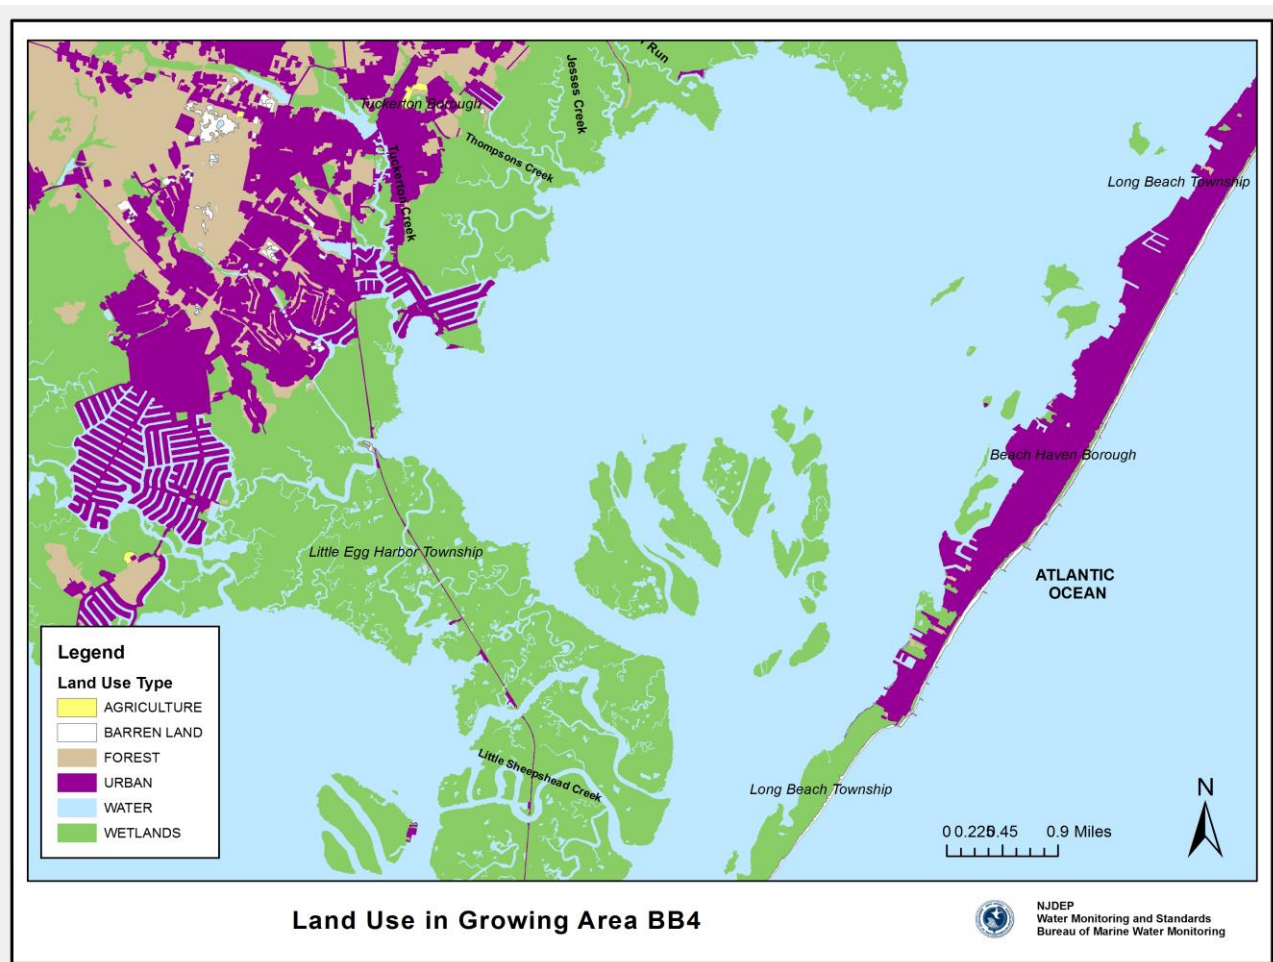 Run
Jesses Creek
Tuckerton Borough
Thompsons Creek
Tuckerton Creek
Long Beach Township
Beach Haven Borough
Little Egg Harbor Township
ATLANTIC
OCEAN
Little Sheepshead Creek
Long Beach Township
Legend
Land Use Type
AGRICULTURE
BARREN LAND
FOREST
URBAN
WATER
WETLANDS
N
0 0.225 0.45 0.9 Miles
Land Use in Growing Area BB4
NJDEP
Water Monitoring and Standards
Bureau of Marine Water Monitoring